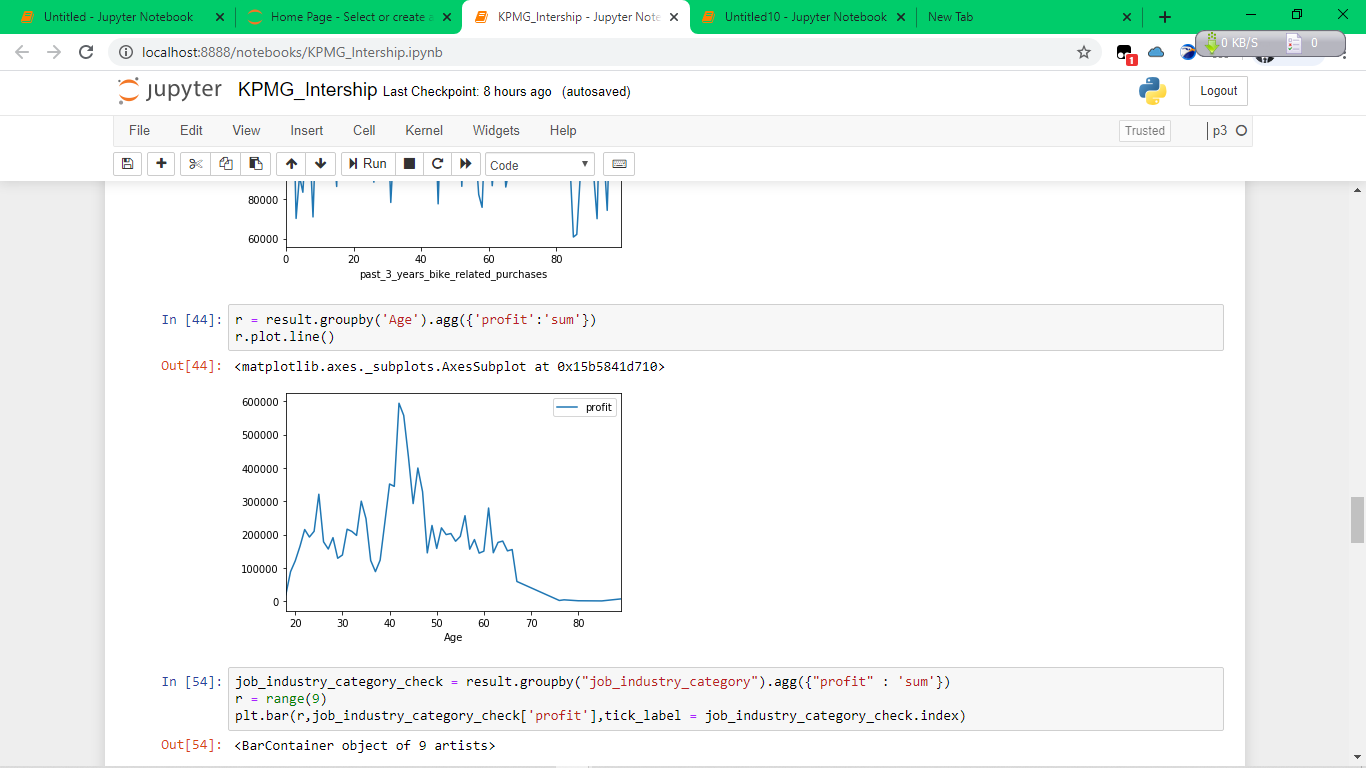 Untitled - Jupyter Notebook
Home Page - Select or create a
KPMG_Intership - Jupyter Note
Untitled10 - Jupyter Notebook
New Tab
localhost:8888/notebooks/KPMG_Intership.ipynb
1
0 KB/S
0
jupyter KPMG_Intership Last Checkpoint: 8 hours ago (autosaved)
Logout
File Edit View Insert Cell Kernel Widgets Help
Trusted
p3
Run
Code
80000
60000
0 20 40 60 80
past_3_years_bike_related_purchases
In [44]: r = result.groupby('Age').agg({'profit':'sum'})
r.plot.line()
Out[44]: <matplotlib.axes._subplots.AxesSubplot at 0x15b5841d710>
profit
600000
500000
400000
300000
200000
100000
0
20 30 40 50 60 70 80
Age
In [54]: job_industry_category_check = result.groupby("job_industry_category").agg({"profit" : 'sum'})
r = range(9)
plt.bar(r,job_industry_category_check['profit'],tick_label = job_industry_category_check.index)
Out[54]: <BarContainer object of 9 artists>